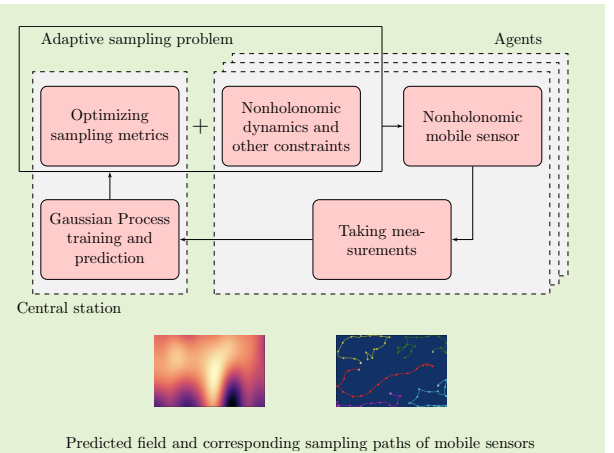 Adaptive sampling problem
Agents
Optimizing
sampling metrics
+
Nonholonomic
dynamics and
other constraints
Nonholonomic
mobile sensor
Gaussian Process
training and
prediction
Taking mea-
surements
Central station
Predicted field and corresponding sampling paths of mobile sensors